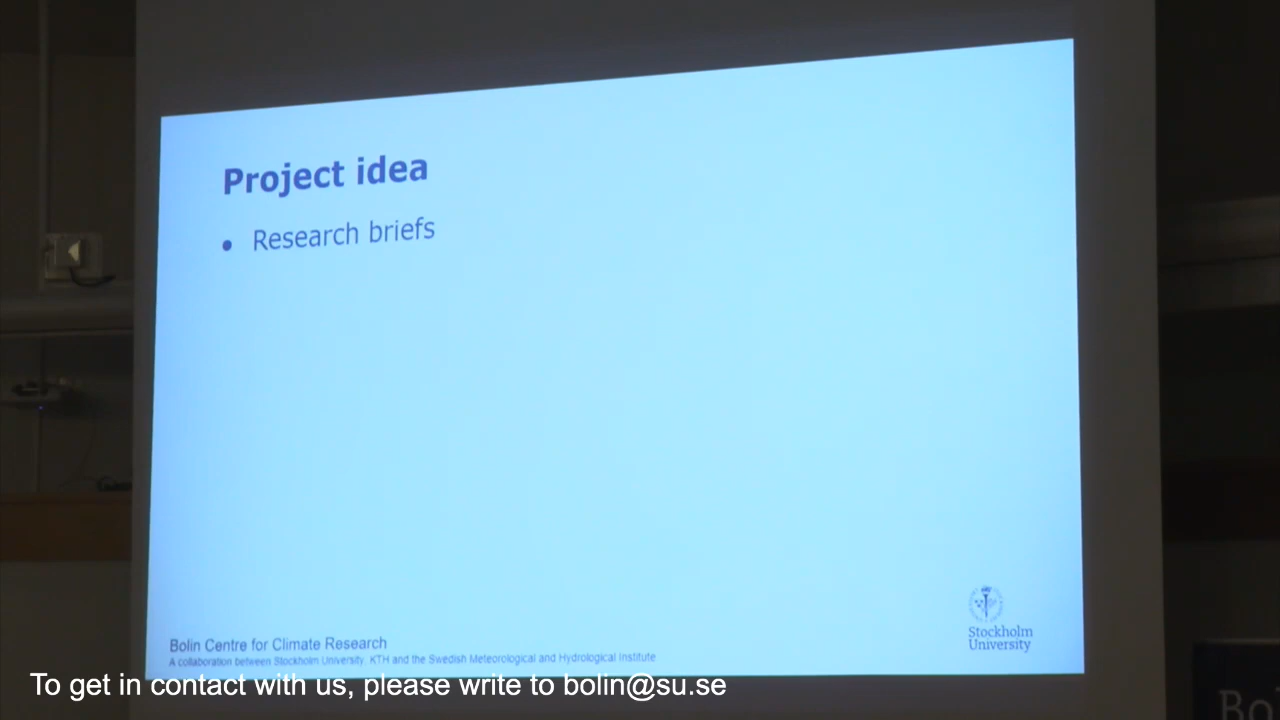 Project idea
• Research briefs
Bolin Centre for Climate Research
A collaboration between Stockholm University, KTH and the Swedish Meteorological and Hydrological Institute
Stockholm
University
To get in contact with us, please write to bolin@su.se
Bo